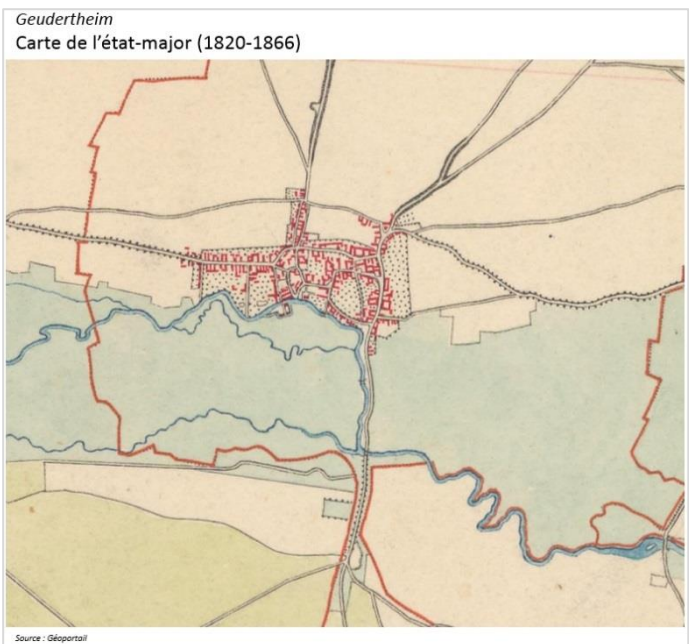 Geudertheim
Carte de l’état-major (1820-1866)
Source : Géoportail